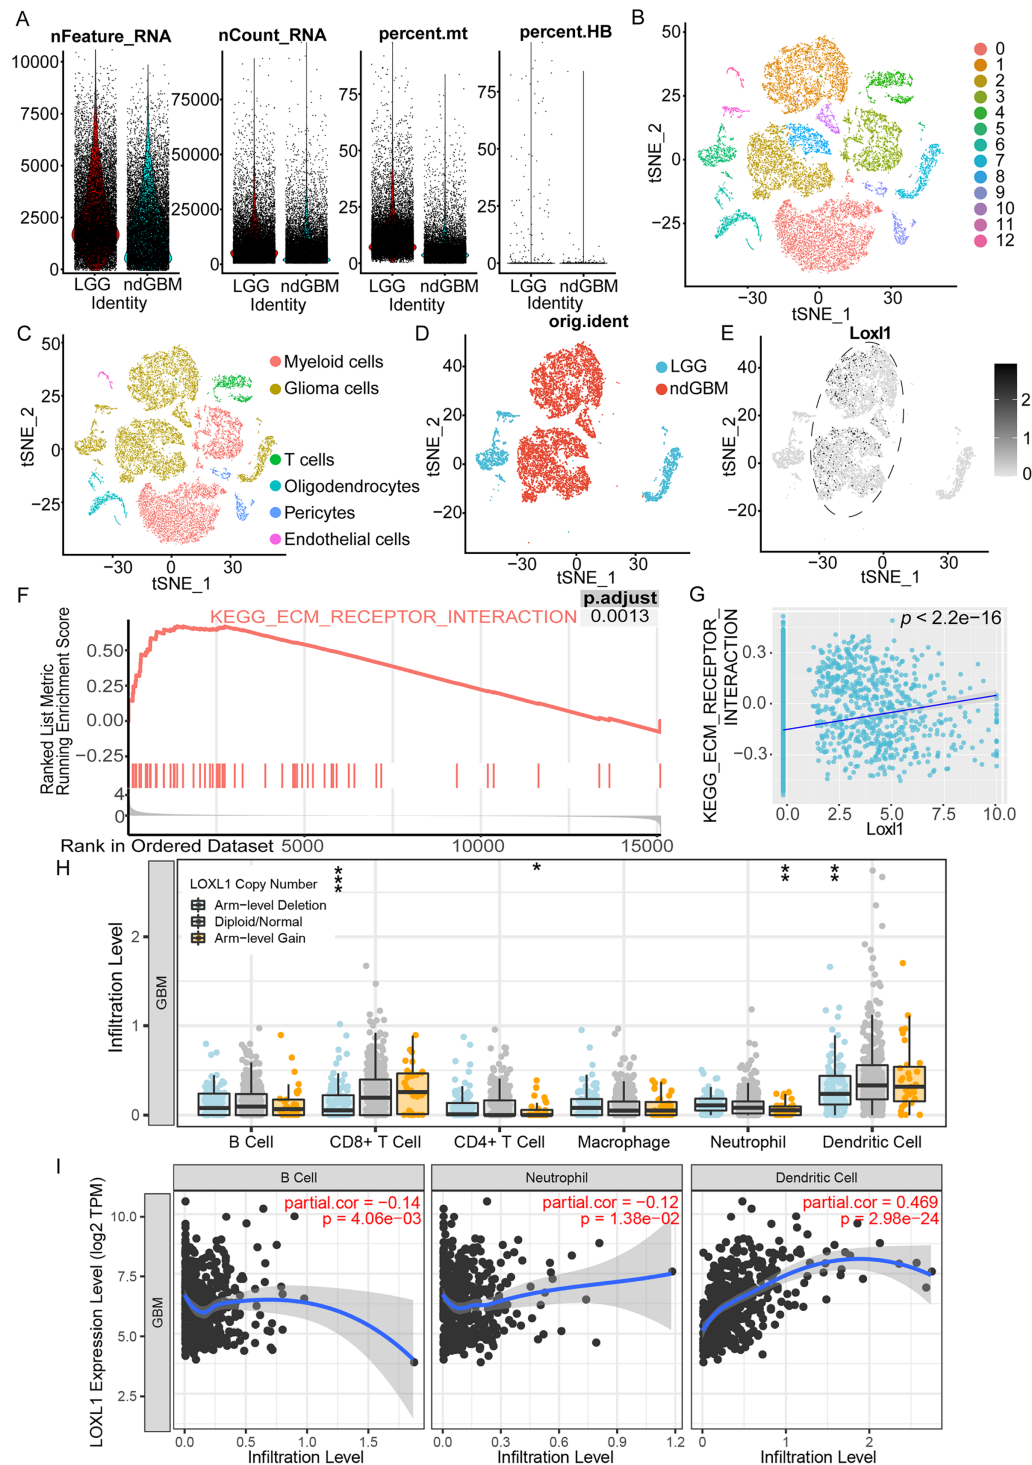 A
nFeature_RNA
nCount_RNA
percent.mt
percent.HB
10000
7500
5000
2500
0
75000
50000
25000
0
75
50
25
0
75
50
25
0
LGG ndGBM
LGG ndGBM
LGG ndGBM
LGG ndGBM
Identity
Identity
Identity
Identity
B
50
25
0
−25
tSNE_2
−30 0 30
tSNE_1
0
1
2
3
4
5
6
7
8
9
10
11
12
C
50
25
0
−25
tSNE_2
−30 0 30
tSNE_1
Myeloid cells
Glioma cells
T cells
Oligodendrocytes
Pericytes
Endothelial cells
D
orig.ident
40
20
0
−20
tSNE_2
−30 0 30
tSNE_1
LGG
ndGBM
E
Loxl1
40
20
0
−20
tSNE_2
−30 0 30
tSNE_1
2
1
0
F
KEGG_ECM_RECEPTOR_INTERACTION
p.adjust
0.0013
Ranked List Metric
Running Enrichment Score
0.50
0.25
0.00
−0.25
4
0
Rank in Ordered Dataset
5000 10000 15000
G
KEGG_ECM_RECEPTOR_
INTERACTION
p < 2.2e−16
0.3
0.0
−0.3
0.0 2.5 5.0 7.5 10.0
Loxl1
H
GBM
Infiltration Level
2
1
0
LOXL1 Copy Number
Arm−level Deletion
Diploid/Normal
Arm−level Gain
***
*
**
**
B Cell CD8+ T Cell CD4+ T Cell Macrophage Neutrophil Dendritic Cell
I
LOXL1 Expression Level (log2 TPM)
GBM
10.0
7.5
5.0
2.5
B Cell
partial.cor = −0.14
p = 4.06e−03
0.0 0.5 1.0 1.5
Infiltration Level
Neutrophil
partial.cor = −0.12
p = 1.38e−02
0.0 0.3 0.6 0.9 1.2
Infiltration Level
Dendritic Cell
partial.cor = 0.469
p = 2.98e−24
0 1 2
Infiltration Level